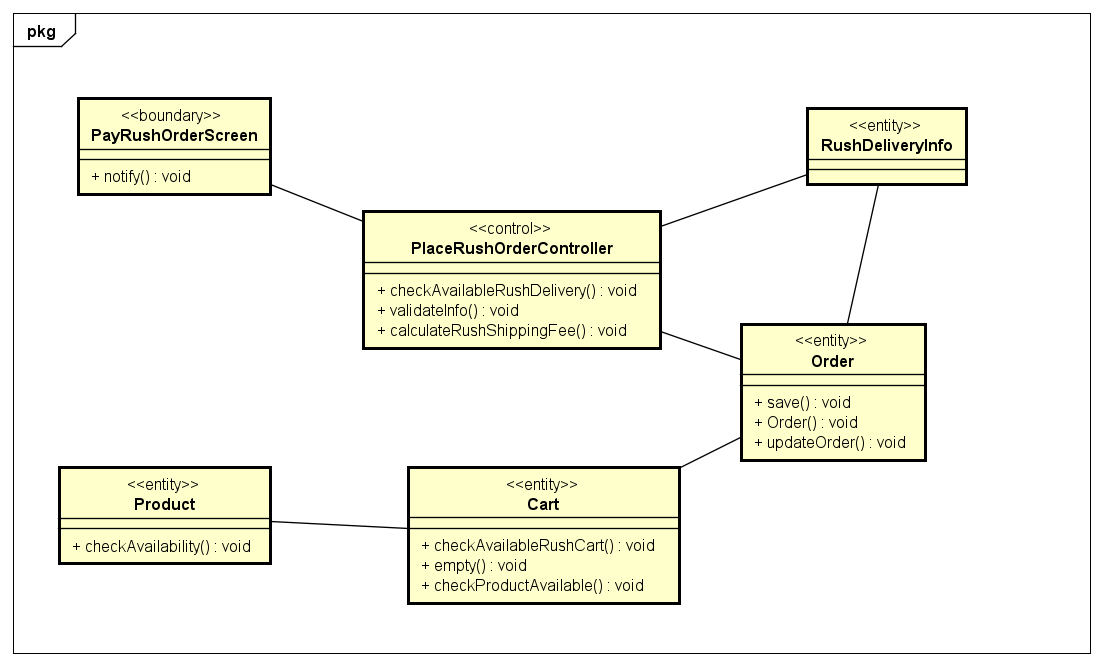 pkg
<<boundary>>
PayRushOrderScreen
+ notify() : void
<<entity>>
RushDeliveryInfo
<<control>>
PlaceRushOrderController
+ checkAvailableRushDelivery() : void
+ validateInfo() : void
+ calculateRushShippingFee() : void
<<entity>>
Order
+ save() : void
+ Order() : void
+ updateOrder() : void
<<entity>>
Product
+ checkAvailability() : void
<<entity>>
Cart
+ checkAvailableRushCart() : void
+ empty() : void
+ checkProductAvailable() : void